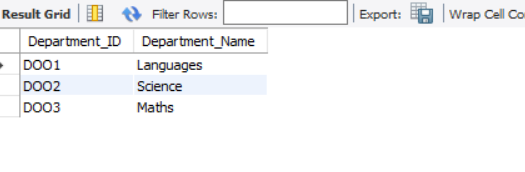 Result Grid Filter Rows: Export: Wrap Cell Co
Department_ID Department_Name
DOO1 Languages
DOO2 Science
DOO3 Maths